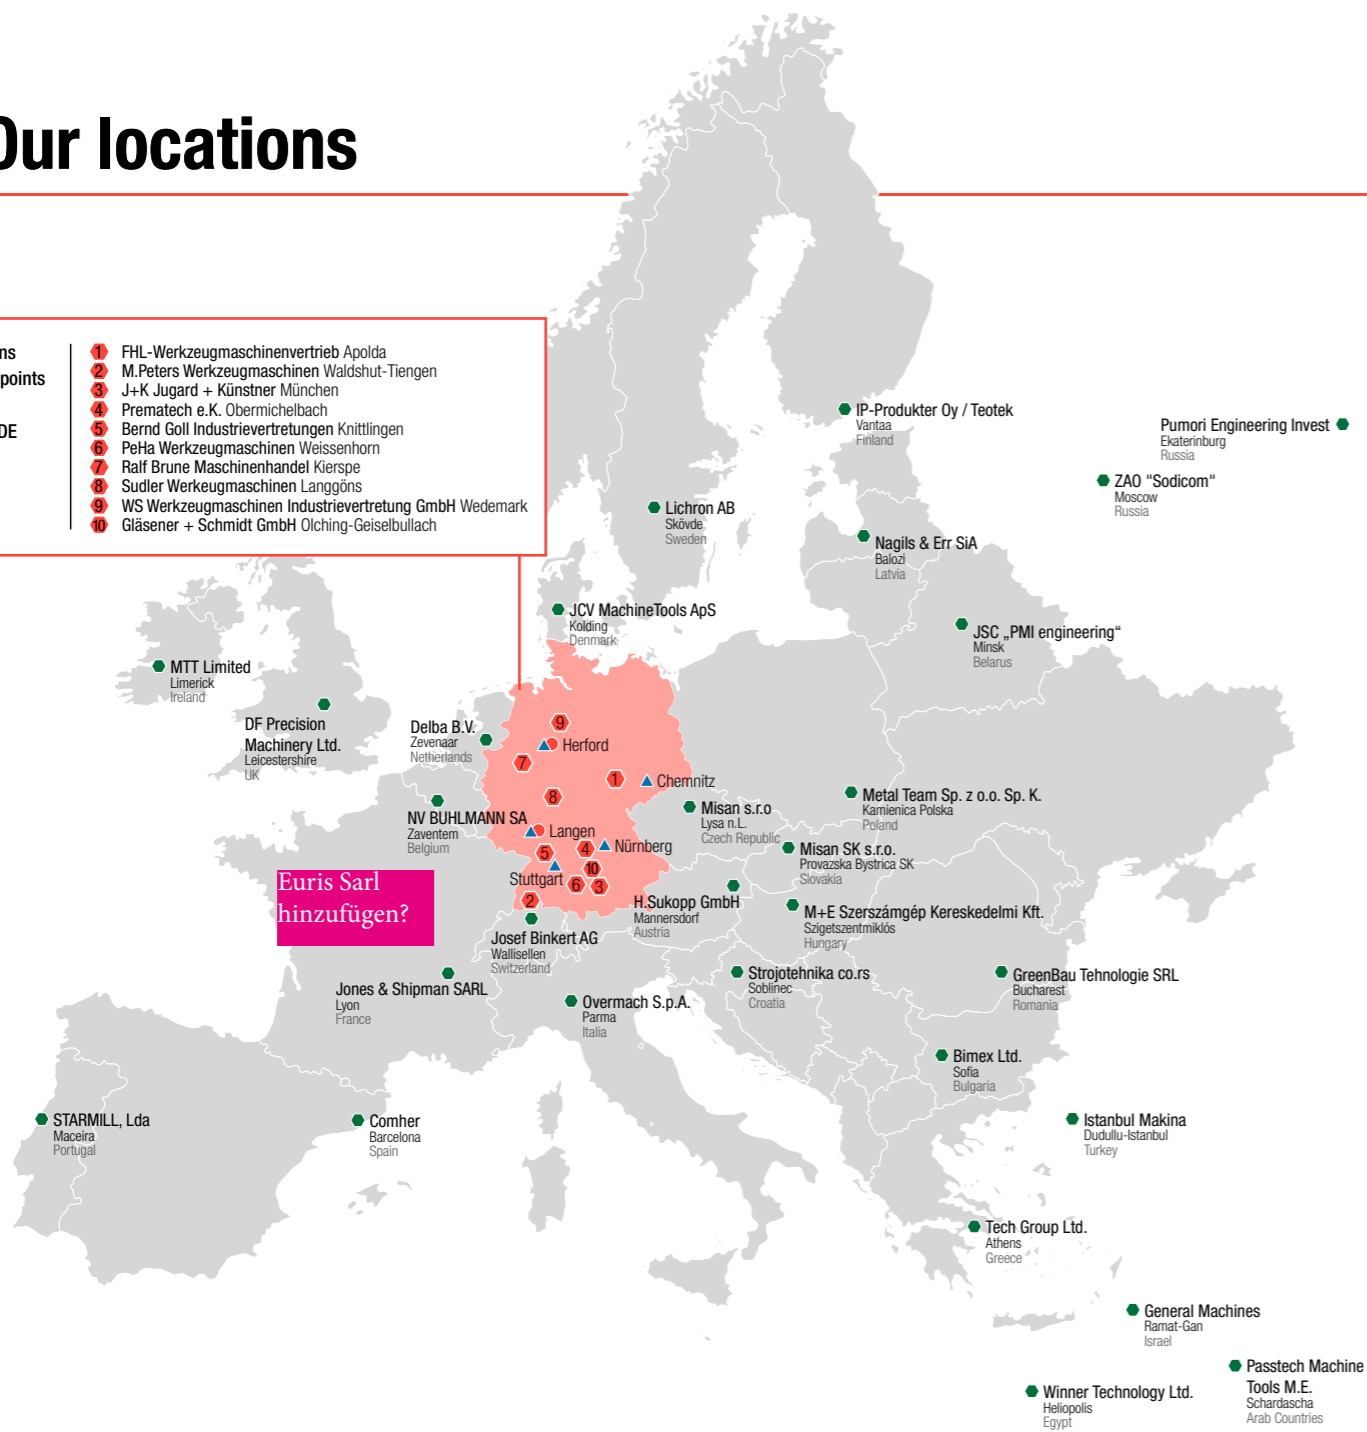 Our locations
ns
points
DE
1 FHL-Werkzeugmaschinenvertrieb Apolda
2 M.Peters Werkzeugmaschinen Waldshut-Tiengen
3 J+K Jugard + Künstner München
4 Prematech e.K. Obermichelbach
5 Bernd Goll Industrievertretungen Knittlingen
6 PeHa Werkzeugmaschinen Weissenhorn
7 Ralf Brune Maschinenhandel Kierspe
8 Sudler Werkeugmaschinen Langgöns
9 WS Werkzeugmaschinen Industrievertretung GmbH Wedemark
10 Gläsener + Schmidt GmbH Olching-Geiselbullach
IP-Produkter Oy / Teotek
Vantaa
Finland
Pumori Engineering Invest
Ekaterinburg
Russia
ZAO "Sodicom"
Moscow
Russia
Lichron AB
Skövde
Sweden
Nagils & Err SiA
Balozi
Latvia
JCV MachineTools ApS
Kolding
Denmark
JSC „PMI engineering“
Minsk
Belarus
MTT Limited
Limerick
Ireland
DF Precision
Machinery Ltd.
Leicestershire
UK
Delba B.V.
Zevenaar
Netherlands
9
Herford
7
1
Chemnitz
8
NV BUHLMANN SA
Zaventem
Belgium
Langen
Nürnberg
5
4
10
Stuttgart
6
3
2
Misan s.r.o
Lysa n.L.
Czech Republic
Metal Team Sp. z o.o. Sp. K.
Kamienica Polska
Poland
Misan SK s.r.o.
Provazska Bystrica SK
Slovakia
Euris Sarl
hinzufügen?
H.Sukopp GmbH
Mannersdorf
Austria
M+E Szerszámgép Kereskedelmi Kft.
Szigetszentmiklós
Hungary
Josef Binkert AG
Wallisellen
Switzerland
Jones & Shipman SARL
Lyon
France
Strojotehnika co.rs
Soblinec
Croatia
GreenBau Tehnologie SRL
Bucharest
Romania
Overmach S.p.A.
Parma
Italia
Bimex Ltd.
Sofia
Bulgaria
STARMILL, Lda
Maceira
Portugal
Comher
Barcelona
Spain
Istanbul Makina
Dudullu-Istanbul
Turkey
Tech Group Ltd.
Athens
Greece
General Machines
Ramat-Gan
Israel
Passtech Machine
Tools M.E.
Schardascha
Arab Countries
Winner Technology Ltd.
Heliopolis
Egypt